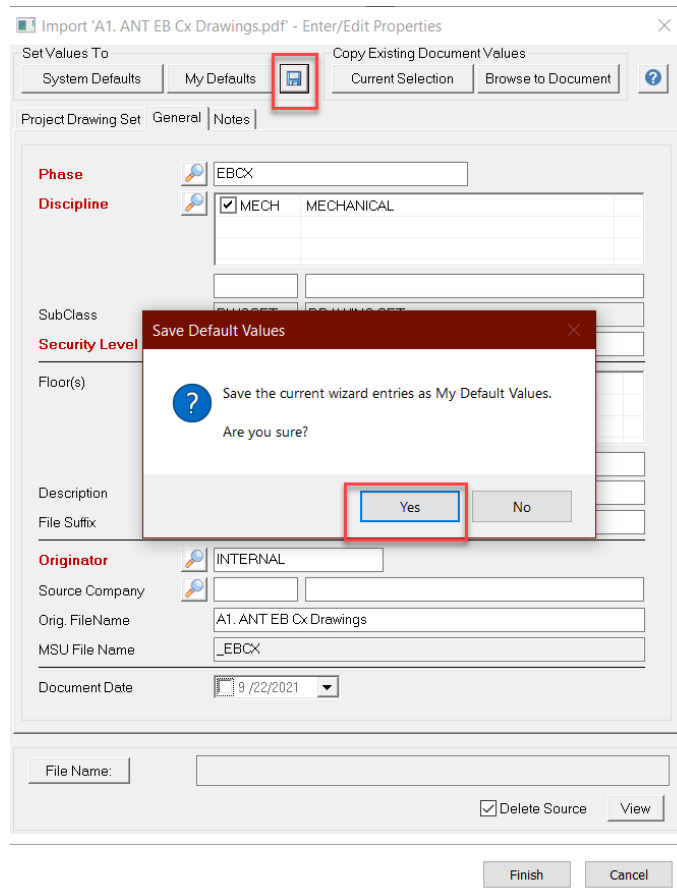 Import 'A1. ANT EB Cx Drawings.pdf' - Enter/Edit Properties
Set Values To
Copy Existing Document Values
System Defaults
My Defaults
Current Selection
Browse to Document
?
Project Drawing Set
General
Notes
Phase
EBCX
Discipline
MECH
MECHANICAL
SubClass
Security Level
Save Default Values
Floor(s)
?
Save the current wizard entries as My Default Values.
Are you sure?
Yes
No
Description
File Suffix
Originator
INTERNAL
Source Company
Orig. FileName
A1. ANT EB Cx Drawings
MSU File Name
_EBCX
Document Date
9 /22/2021
File Name:
Delete Source
View
Finish
Cancel